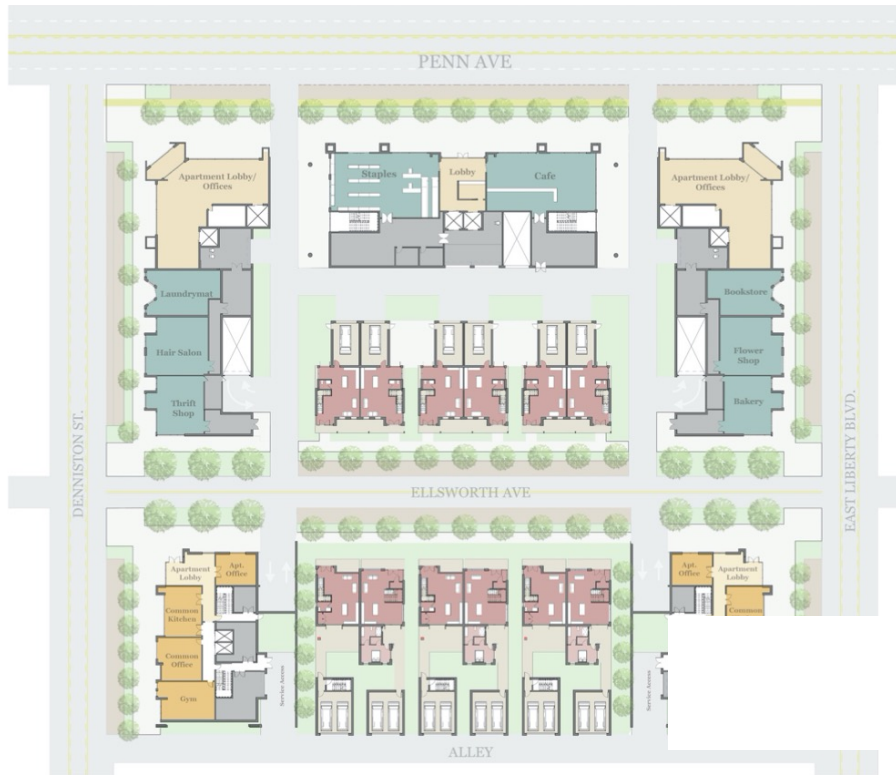 PENN AVE
Apartment Lobby/
Offices
Staples
Lobby
Cafe
Apartment Lobby/
Offices
Laundrymat
Bookstore
Hair Salon
Flower
Shop
Thrift
Shop
Bakery
DENNISTON ST.
EAST LIBERTY BLVD.
ELLSWORTH AVE
Apartment
Lobby
Apt.
Office
Apt.
Office
Apartment
Lobby
Common
Kitchen
Common
Common
Office
Gym
Service Access
Service Access
ALLEY